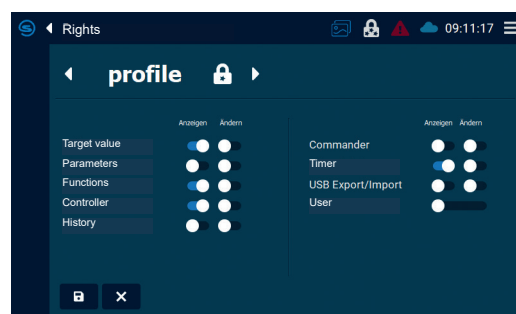 Rights
09:11:17
profile
Anzeigen Ändern
Target value
Parameters
Functions
Controller
History
Anzeigen Ändern
Commander
Timer
USB Export/Import
User